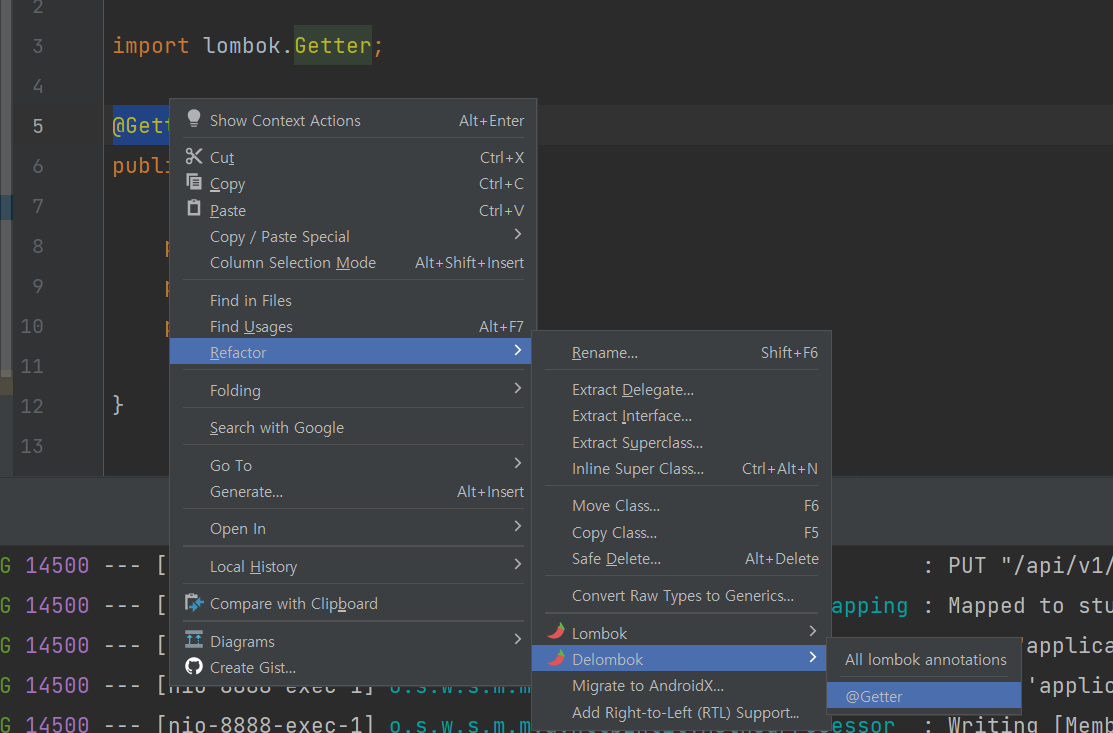 2
3 import lombok.Getter;
4
5 @Gett
6 publi
7
8 p
9 p
10 p
11
12 }
13
Show Context Actions Alt+Enter
Cut Ctrl+X
Copy Ctrl+C
Paste Ctrl+V
Copy / Paste Special
Column Selection Mode Alt+Shift+Insert
Find in Files
Find Usages Alt+F7
Refactor
Folding
Search with Google
Go To
Generate... Alt+Insert
Open In
Local History
Compare with Clipboard
Diagrams
Create Gist...
Rename... Shift+F6
Extract Delegate...
Extract Interface...
Extract Superclass...
Inline Super Class... Ctrl+Alt+N
Move Class... F6
Copy Class... F5
Safe Delete... Alt+Delete
Convert Raw Types to Generics...
Lombok
Delombok
Migrate to AndroidX...
Add Right-to-Left (RTL) Support...
All lombok annotations
@Getter
G 14500 --- [ : PUT "/api/v1/
G 14500 --- [ apping : Mapped to stu
G 14500 --- [ 'applica
G 14500 --- [nio-8888-exec-1] o.s.w.s.m.m 'applic
G 14500 --- [nio-8888-exec-1] o.s.w.s.m.m essor : Writing [Memb